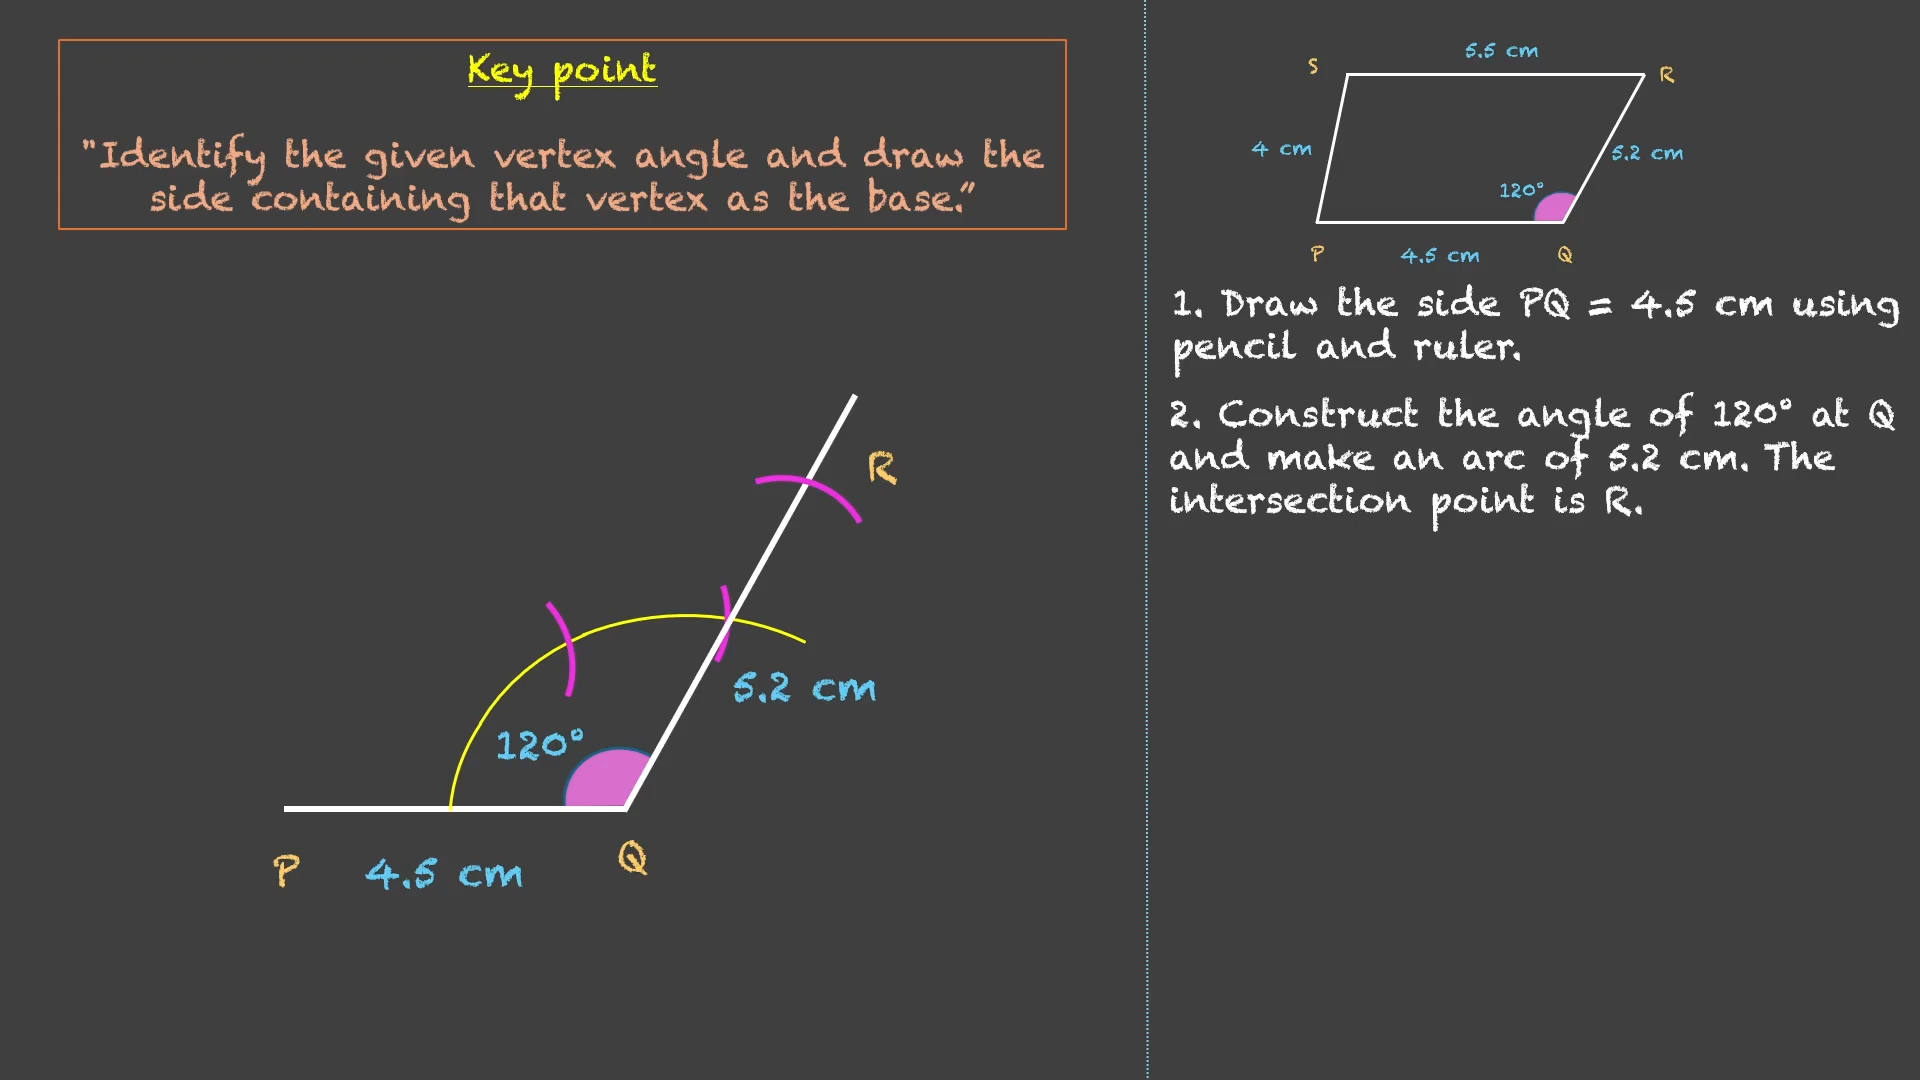 Key point
"Identify the given vertex angle and draw the
side containing that vertex as the base.”
R
5.2 cm
120°
P
4.5 cm
Q
5.5 cm
S
R
4 cm
5.2 cm
120°
P
4.5 cm
Q
1. Draw the side PQ = 4.5 cm using
pencil and ruler.
2. Construct the angle of 120° at Q
and make an arc of 5.2 cm. The
intersection point is R.